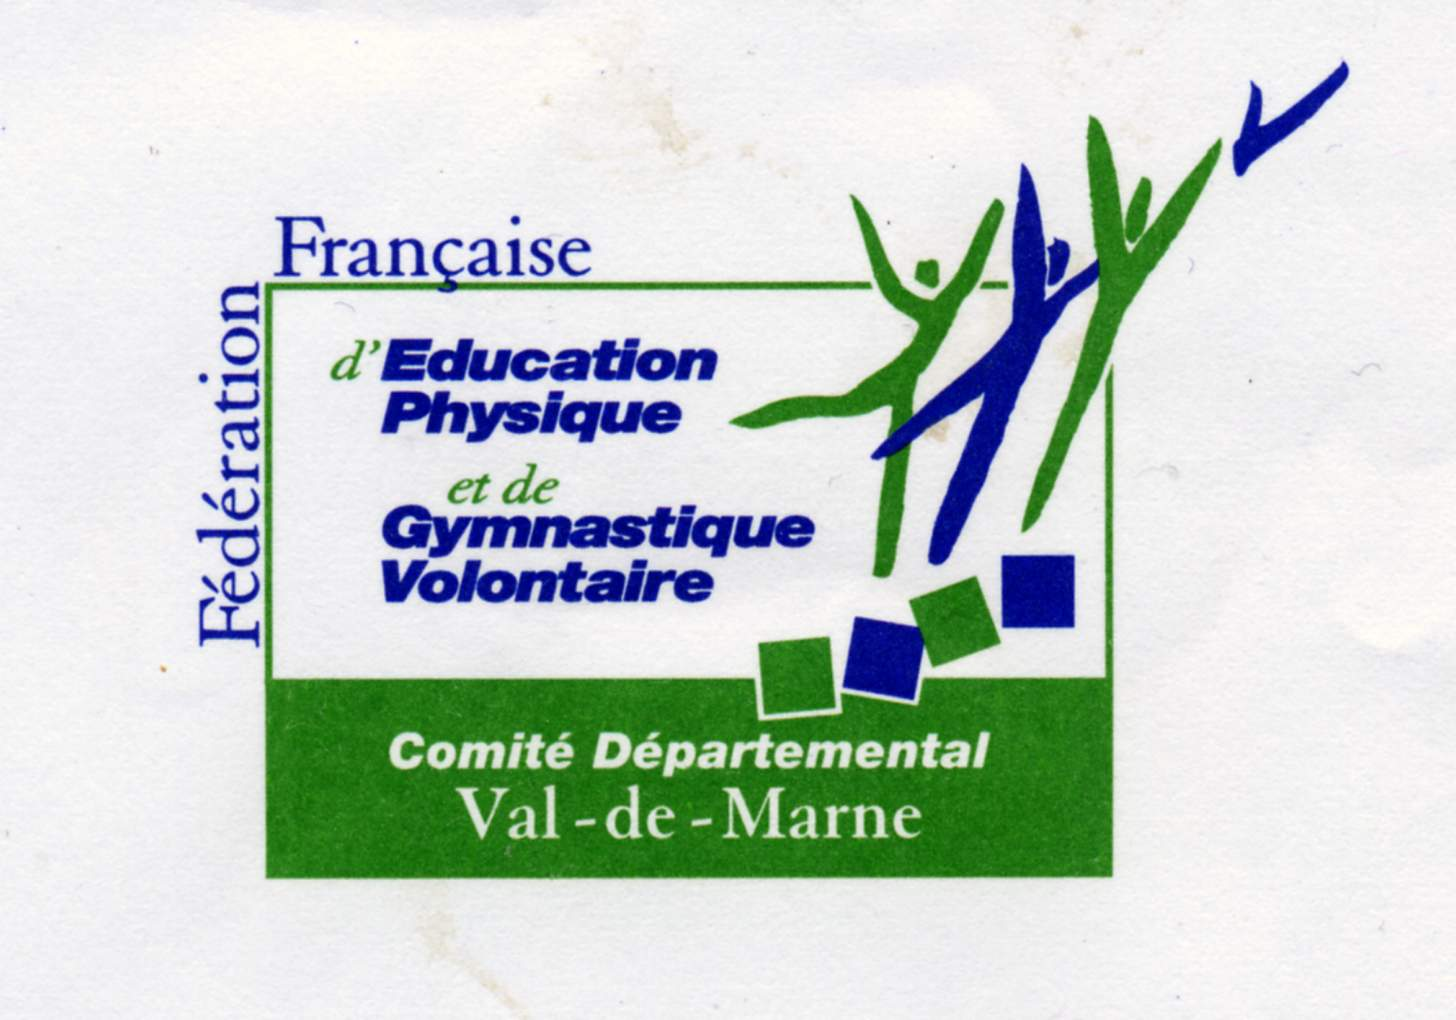 Fédération
Française
d'Education
Physique
et de
Gymnastique
Volontaire
Comité Départemental
Val-de-Marne